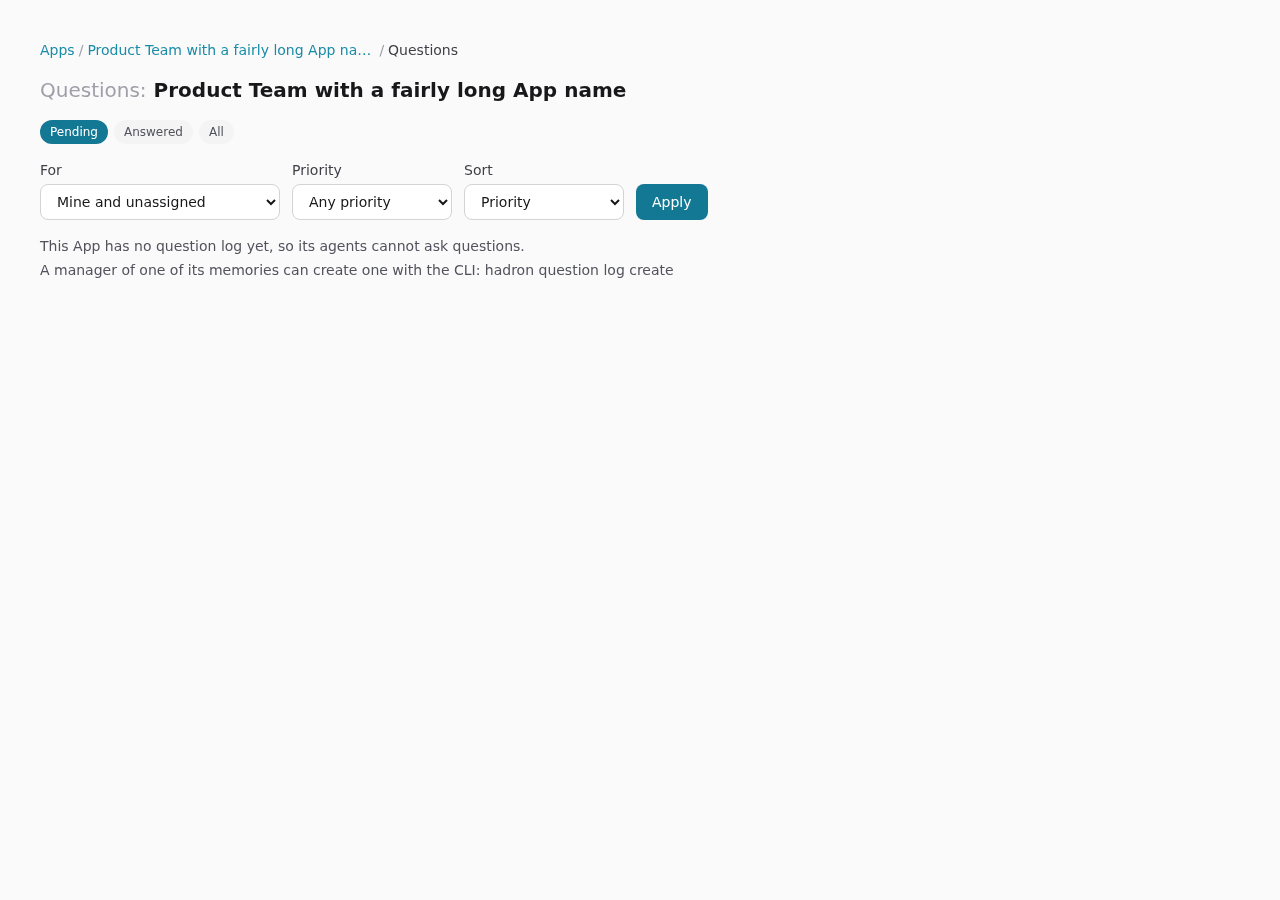 Apps / Product Team with a fairly long App na… / Questions
Questions: Product Team with a fairly long App name
Pending Answered All
For Priority Sort
Mine and unassigned Any priority Priority Apply
This App has no question log yet, so its agents cannot ask questions.
A manager of one of its memories can create one with the CLI: hadron question log create